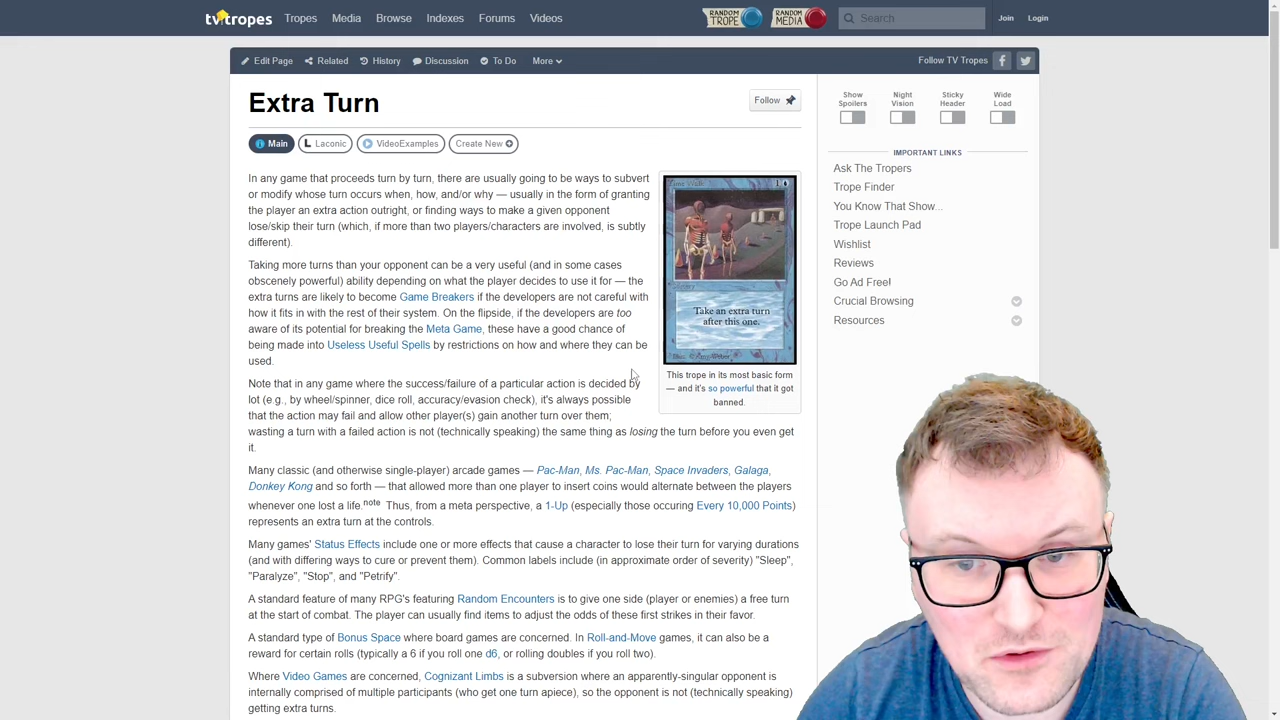 tvtropes Tropes Media Browse Indexes Forums Videos RANDOM TROPE RANDOM MEDIA Search Join Login
Edit Page Related History Discussion To Do More Follow TV Tropes
Extra Turn
Follow
Main Laconic VideoExamples Create New
In any game that proceeds turn by turn, there are usually going to be ways to subvert
or modify whose turn occurs when, how, and/or why — usually in the form of granting
the player an extra action outright, or finding ways to make a given opponent
lose/skip their turn (which, if more than two players/characters are involved, is subtly
different).
Taking more turns than your opponent can be a very useful (and in some cases
obscenely powerful) ability depending on what the player decides to use it for — the
extra turns are likely to become Game Breakers if the developers are not careful with
how it fits in with the rest of their system. On the flipside, if the developers are too
aware of its potential for breaking the Meta Game, these have a good chance of
being made into Useless Useful Spells by restrictions on how and where they can be
used.
Time Walk 1
Take an extra turn
after this one.
Illus. © Amy Weber
This trope in its most basic form
— and it's so powerful that it got
banned.
Note that in any game where the success/failure of a particular action is decided by
lot (e.g., by wheel/spinner, dice roll, accuracy/evasion check), it's always possible
that the action may fail and allow other player(s) gain another turn over them;
wasting a turn with a failed action is not (technically speaking) the same thing as losing the turn before you even get
it.
Many classic (and otherwise single-player) arcade games — Pac-Man, Ms. Pac-Man, Space Invaders, Galaga,
Donkey Kong and so forth — that allowed more than one player to insert coins would alternate between the players
whenever one lost a life.note Thus, from a meta perspective, a 1-Up (especially those occuring Every 10,000 Points)
represents an extra turn at the controls.
Many games' Status Effects include one or more effects that cause a character to lose their turn for varying durations
(and with differing ways to cure or prevent them). Common labels include (in approximate order of severity) "Sleep",
"Paralyze", "Stop", and "Petrify".
A standard feature of many RPG's featuring Random Encounters is to give one side (player or enemies) a free turn
at the start of combat. The player can usually find items to adjust the odds of these first strikes in their favor.
A standard type of Bonus Space where board games are concerned. In Roll-and-Move games, it can also be a
reward for certain rolls (typically a 6 if you roll one d6, or rolling doubles if you roll two).
Where Video Games are concerned, Cognizant Limbs is a subversion where an apparently-singular opponent is
internally comprised of multiple participants (who get one turn apiece), so the opponent is not (technically speaking)
getting extra turns.
Show Spoilers
Night Vision
Sticky Header
Wide Load
IMPORTANT LINKS
Ask The Tropers
Trope Finder
You Know That Show...
Trope Launch Pad
Wishlist
Reviews
Go Ad Free!
Crucial Browsing
Resources